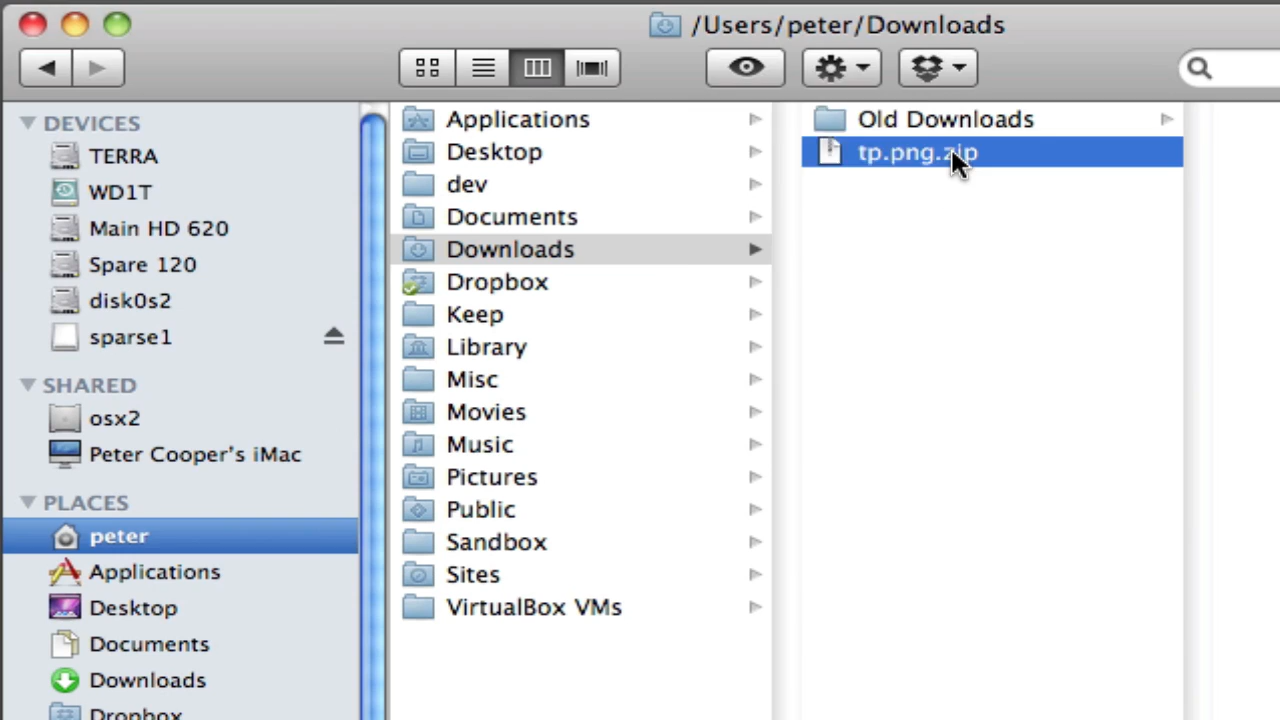 /Users/peter/Downloads
DEVICES
TERRA
WD1T
Main HD 620
Spare 120
disk0s2
sparse1
SHARED
osx2
Peter Cooper's iMac
PLACES
peter
Applications
Desktop
Documents
Downloads
Dropbox
Applications
Desktop
dev
Documents
Downloads
Dropbox
Keep
Library
Misc
Movies
Music
Pictures
Public
Sandbox
Sites
VirtualBox VMs
Old Downloads
tp.png.zip